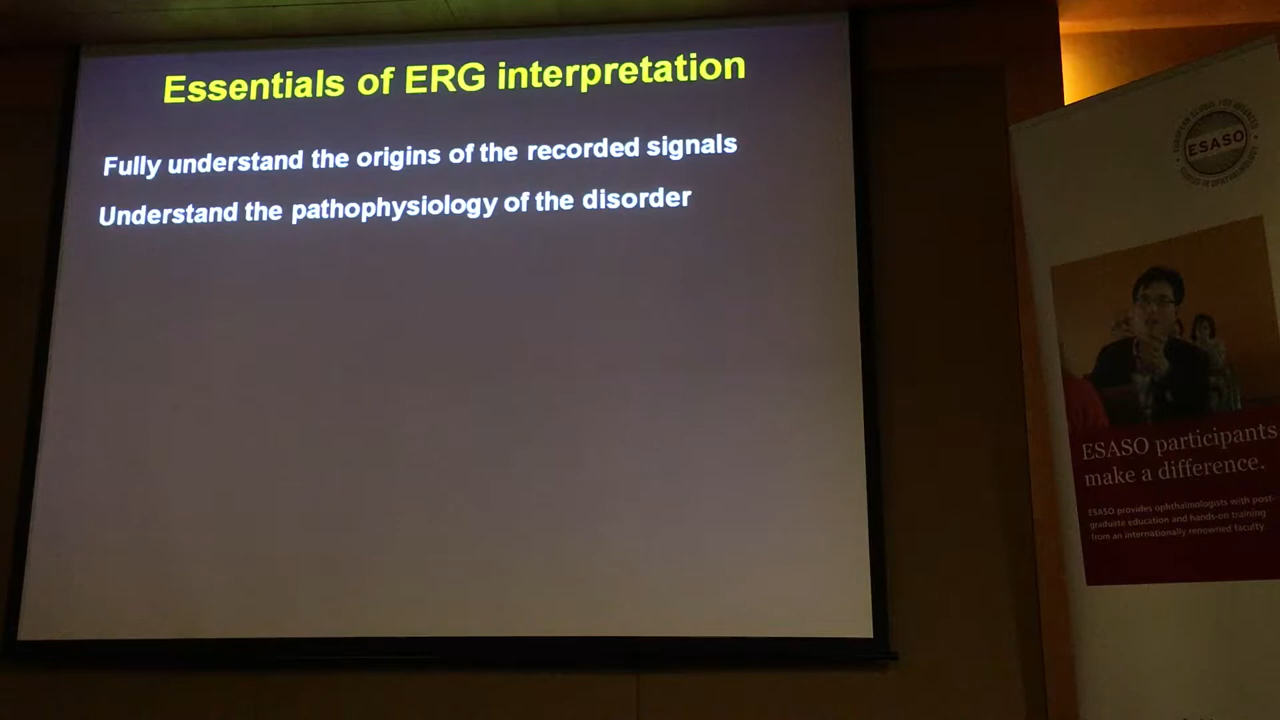 Essentials of ERG interpretation
Fully understand the origins of the recorded signals
Understand the pathophysiology of the disorder
ESASO
ESASO participants
make a difference.
ESASO provides ophthalmologists with post-
graduate education and hands-on training
from an internationally renowned faculty.